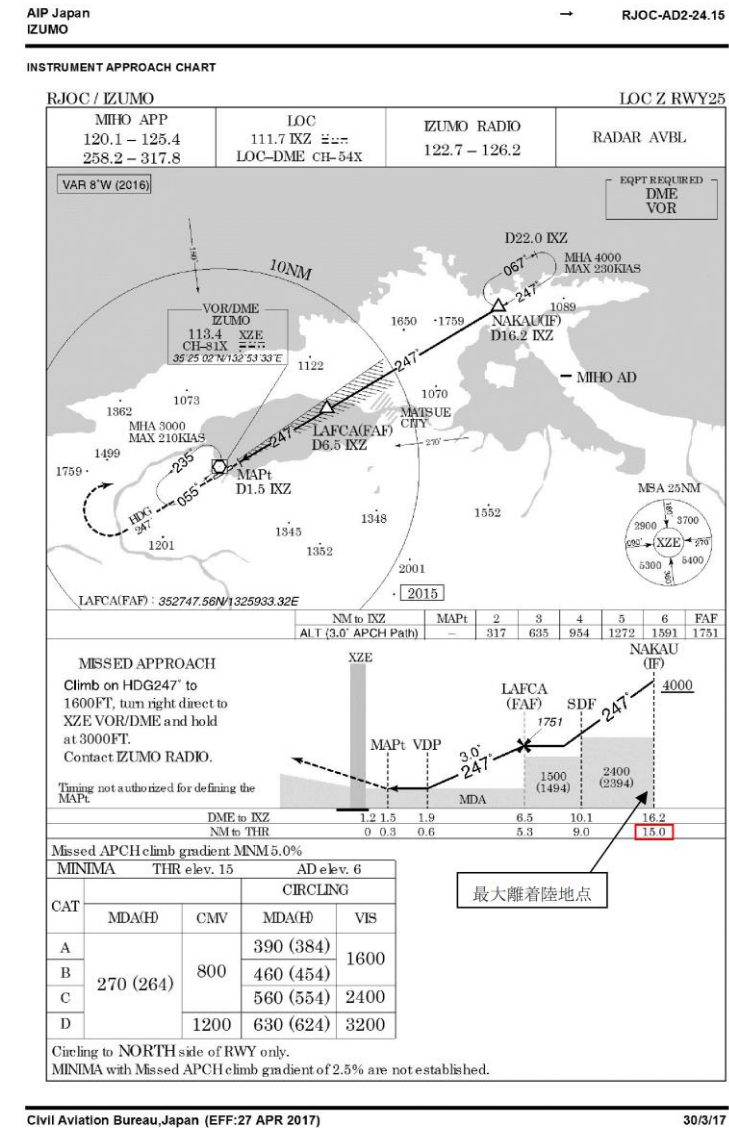 AIP Japan → RJOC-AD2-24.15
IZUMO
INSTRUMENT APPROACH CHART
RJOC / IZUMO LOC Z RWY25
MIHO APP
120.1 – 125.4
258.2 – 317.8
LOC
111.7 IXZ
LOC–DME CH–54X
IZUMO RADIO
122.7 – 126.2
RADAR AVBL
VAR 8°W (2016)
EQPT REQUIRED
DME
VOR
D22.0 IXZ
067°
247°
MHA 4000
MAX 230KIAS
180°
10NM
1089
NAKAU(IF)
D16.2 IXZ
VOR/DME
IZUMO
113.4 XZE
CH–81X
35 25 02"N/132 53'33"E
1650
1759
247°
1122
MIHO AD
1070
1073
1362
MATSUE
CITY
LAFCA(FAF)
D6.5 IXZ
247°
270°
MHA 3000
MAX 210KIAS
1499
1759
235°
055°
MAPt
D1.5 IXZ
HDG
247°
1201
1345
1352
1348
1552
2001
2015
MSA 25NM
180°
2900
3700
090°
XZE
270°
5300
5400
360°
LAFCA(FAF) : 352747.56N/1325933.32E
NM to IXZ MAPt 2 3 4 5 6 FAF
ALT (3.0° APCH Path) – 317 635 954 1272 1591 1751
MISSED APPROACH
Climb on HDG247° to
1600FT, turn right direct to
XZE VOR/DME and hold
at 3000FT.
Contact IZUMO RADIO.
Timing not authorized for defining the
MAPt.
XZE
NAKAU
(IF)
4000
LAFCA
(FAF)
SDF
247°
1751
MAPt VDP
3.0°
247°
1500
(1494)
2400
(2394)
MDA
DME to IXZ 1.2 1.5 1.9 6.5 10.1 16.2
NM to THR 0 0.3 0.6 5.3 9.0 15.0
Missed APCH climb gradient MNM 5.0%
MINIMA THR elev. 15 AD elev. 6
最大離着陸地点
CIRCLING
CAT MDA(H) CMV MDA(H) VIS
A 270 (264) 800 390 (384) 1600
B 460 (454)
C 560 (554) 2400
D 1200 630 (624) 3200
Circling to NORTH side of RWY only.
MINIMA with Missed APCH climb gradient of 2.5% are not established.
Civil Aviation Bureau,Japan (EFF:27 APR 2017) 30/3/17